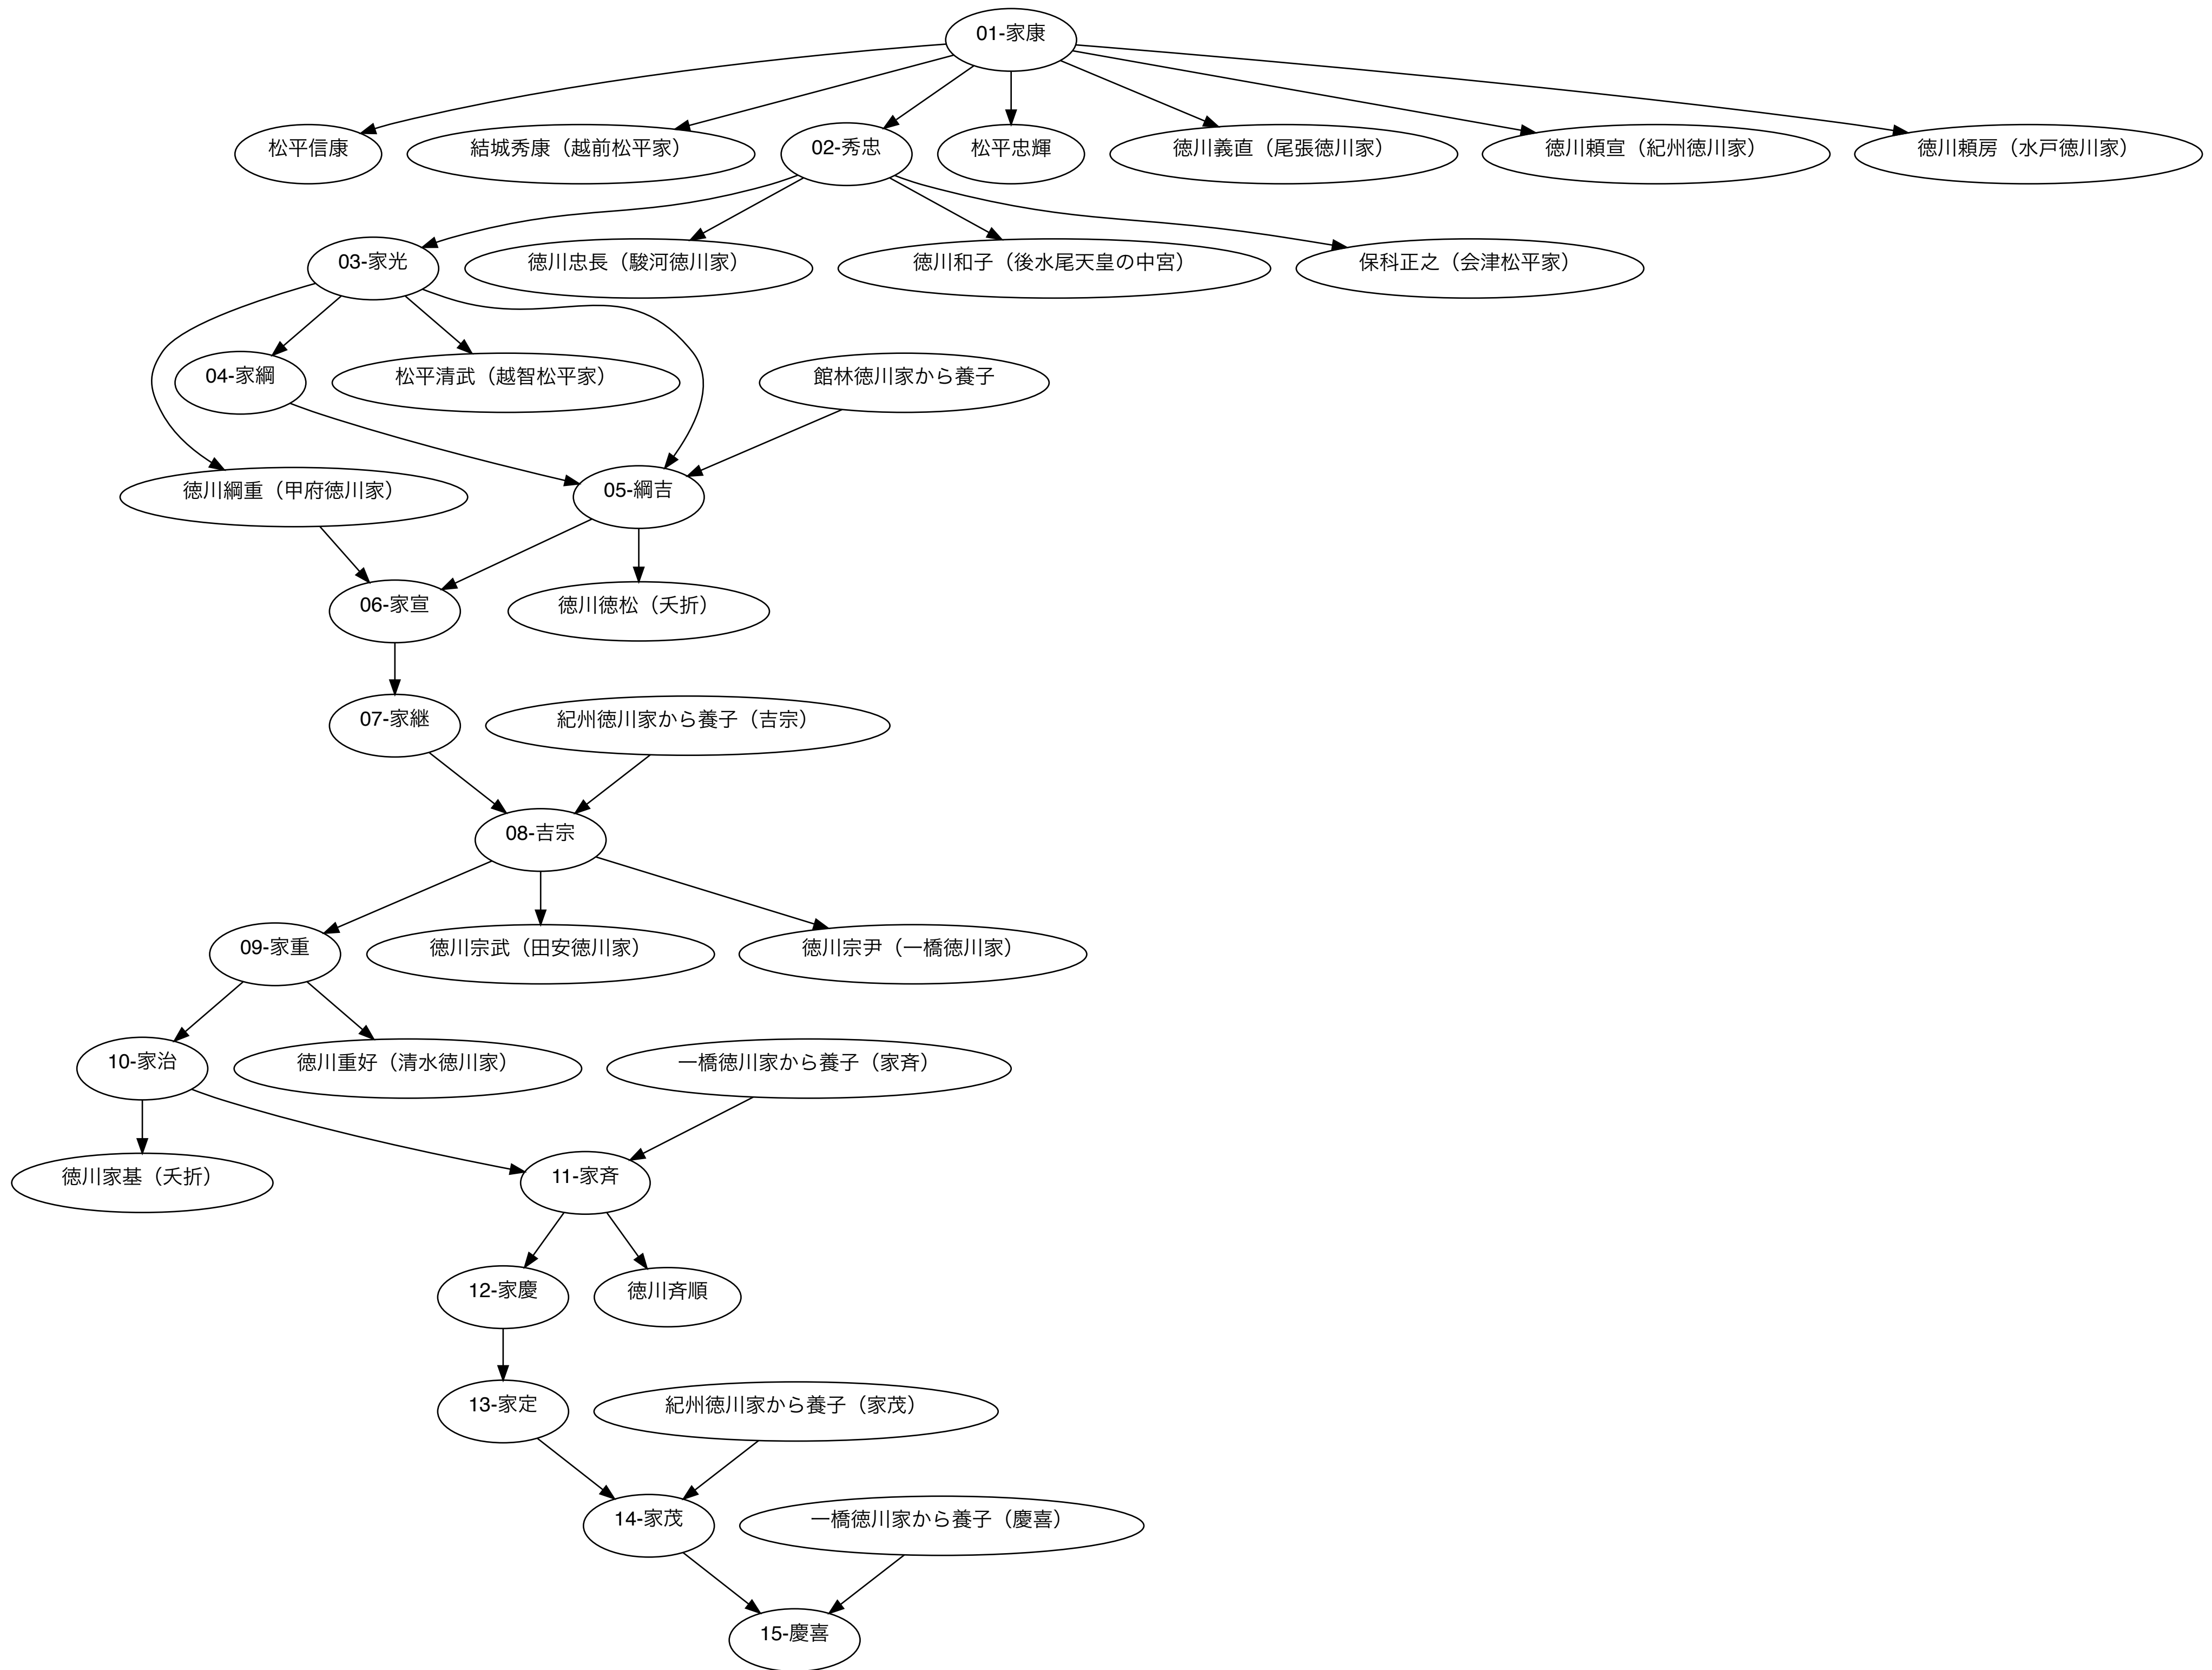 01-家康
松平信康
結城秀康（越前松平家）
02-秀忠
松平忠輝
徳川義直（尾張徳川家）
徳川頼宣（紀州徳川家）
徳川頼房（水戸徳川家）
03-家光
徳川忠長（駿河徳川家）
徳川和子（後水尾天皇の中宮）
保科正之（会津松平家）
04-家綱
松平清武（越智松平家）
館林徳川家から養子
徳川綱重（甲府徳川家）
05-綱吉
06-家宣
徳川徳松（夭折）
07-家継
紀州徳川家から養子（吉宗）
08-吉宗
09-家重
徳川宗武（田安徳川家）
徳川宗尹（一橋徳川家）
10-家治
徳川重好（清水徳川家）
一橋徳川家から養子（家斉）
徳川家基（夭折）
11-家斉
12-家慶
徳川斉順
13-家定
紀州徳川家から養子（家茂）
14-家茂
一橋徳川家から養子（慶喜）
15-慶喜